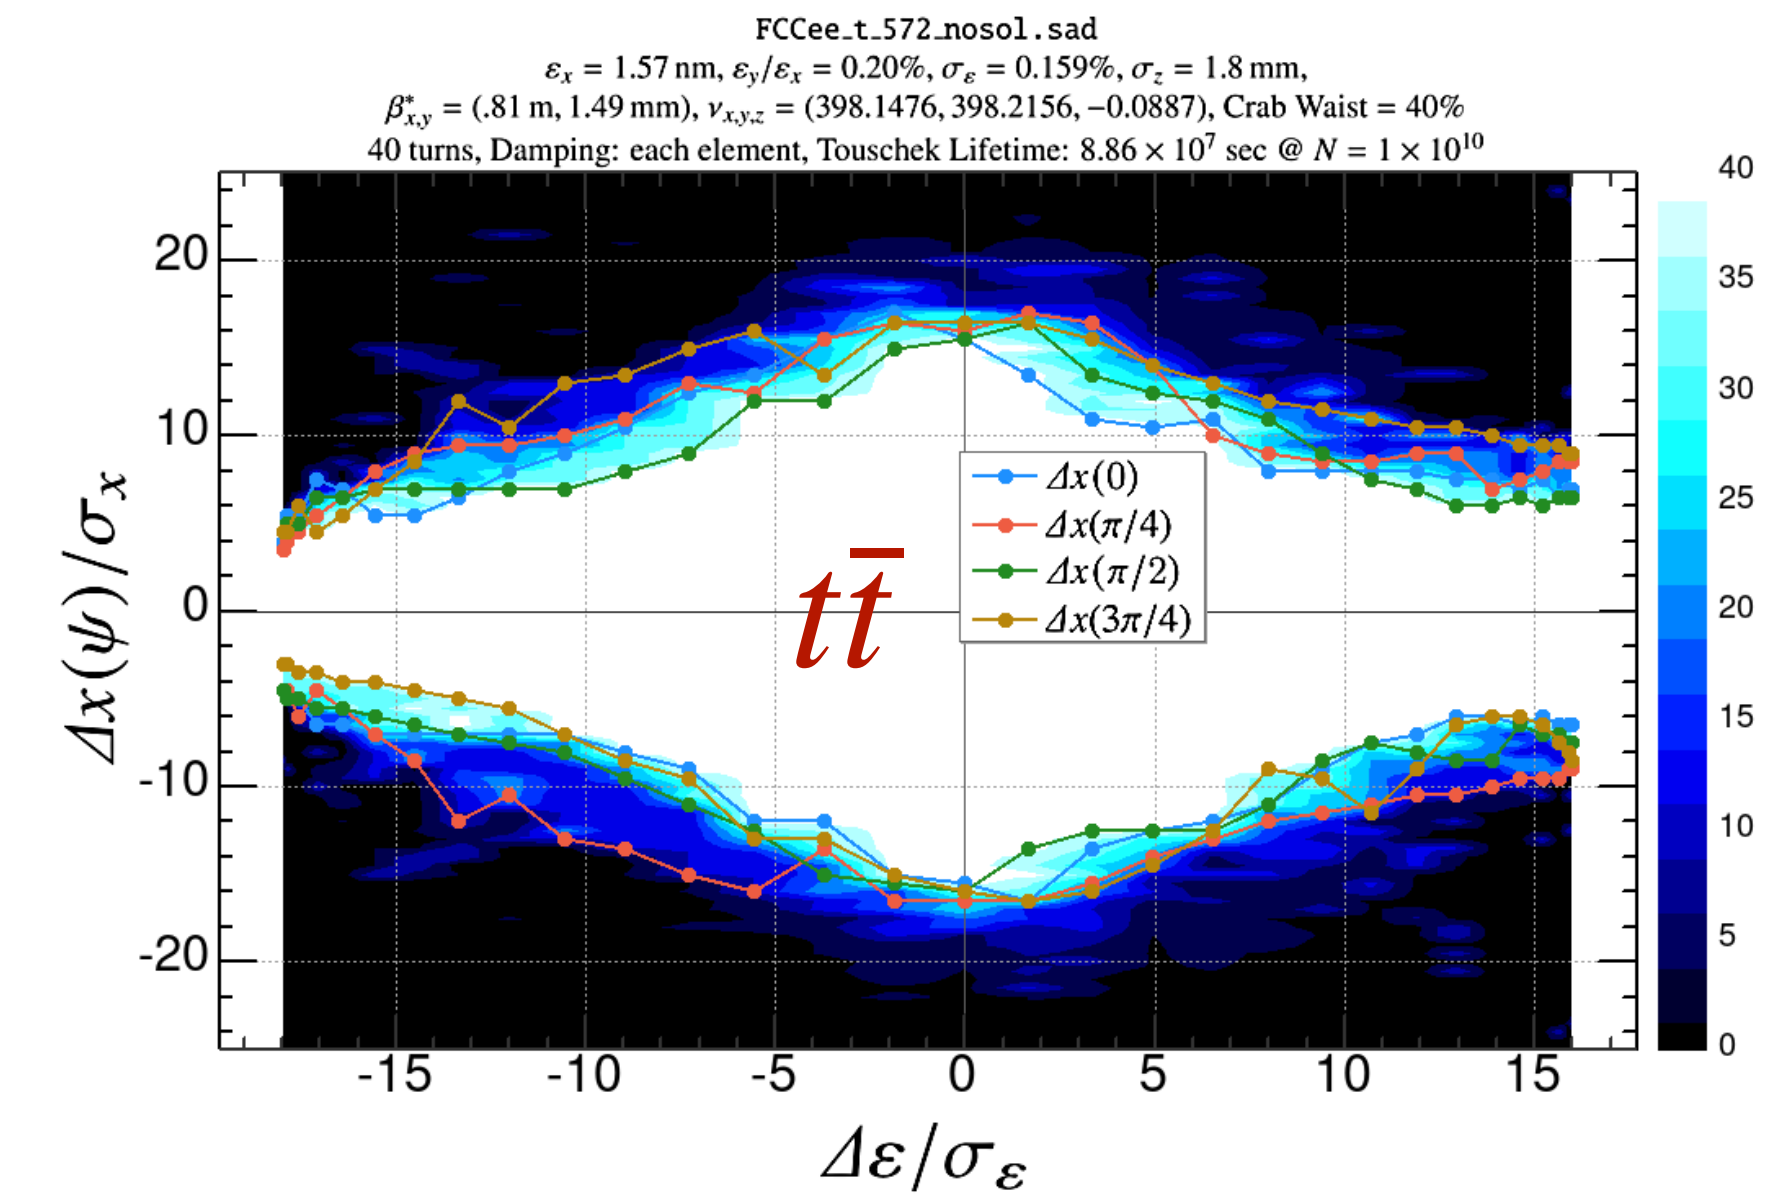 FCCee_t_572_nosol.sad
εx = 1.57 nm, εy/εx = 0.20%, σε = 0.159%, σz = 1.8 mm,
β*x,y = (.81 m, 1.49 mm), νx,y,z = (398.1476, 398.2156, −0.0887), Crab Waist = 40%
40 turns, Damping: each element, Touschek Lifetime: 8.86 × 10⁷ sec @ N = 1 × 10¹⁰
20
10
0
-10
-20
Δx(ψ)/σx
Δx(0)
Δx(π/4)
Δx(π/2)
Δx(3π/4)
tt̅
-15 -10 -5 0 5 10 15
Δε/σε
40
35
30
25
20
15
10
5
0